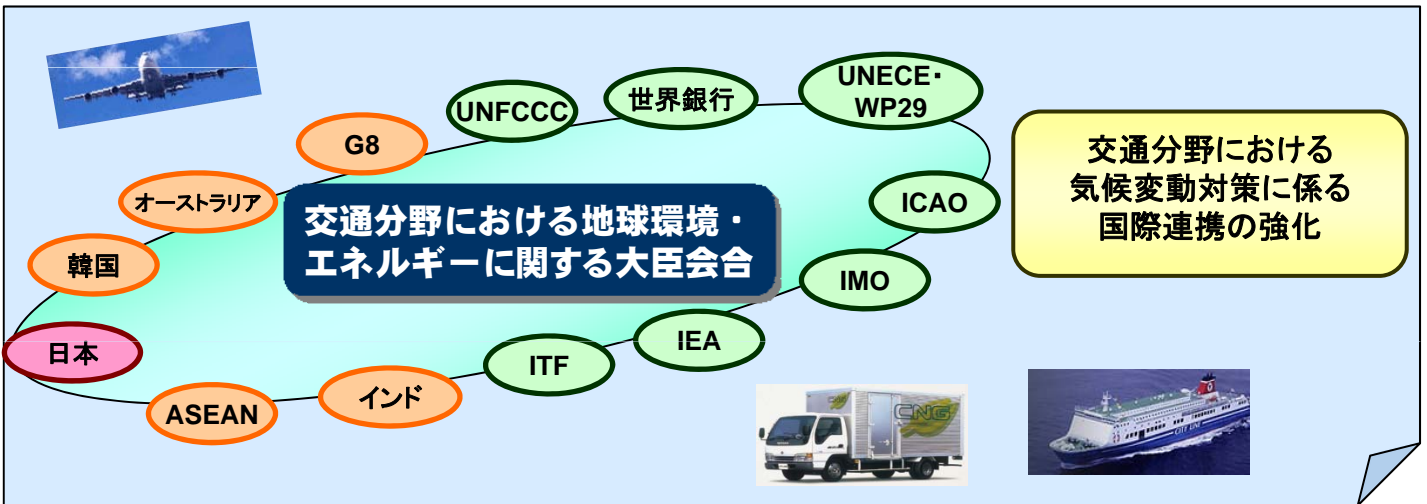 UNECE・
WP29
世界銀行
UNFCCC
G8
オーストラリア
韓国
日本
ASEAN
インド
ITF
IEA
IMO
ICAO
交通分野における地球環境・
エネルギーに関する大臣会合
交通分野における
気候変動対策に係る
国際連携の強化
CNG
CITY LINE